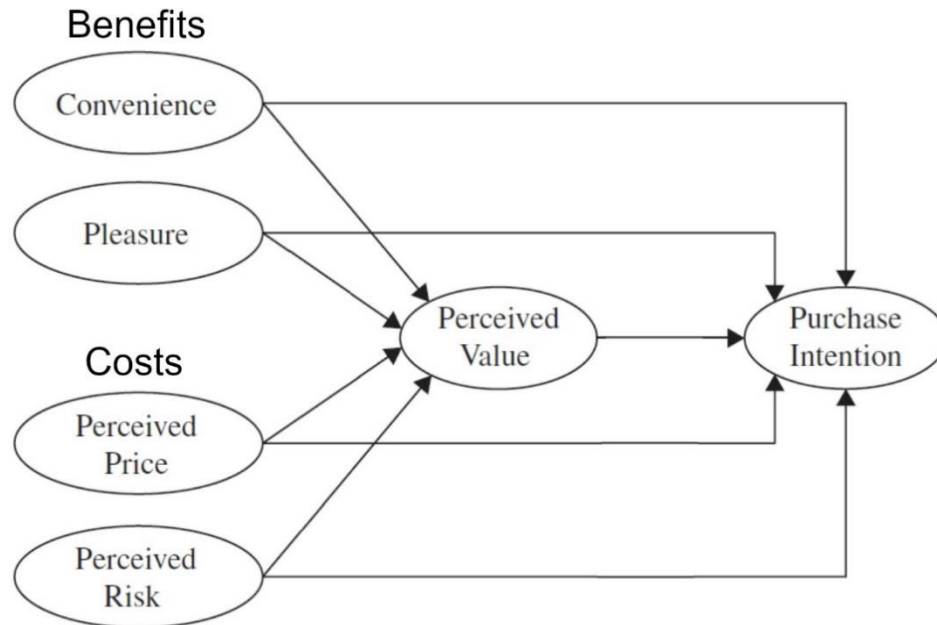 Benefits
Convenience
Pleasure
Perceived
Value
Purchase
Intention
Costs
Perceived
Price
Perceived
Risk